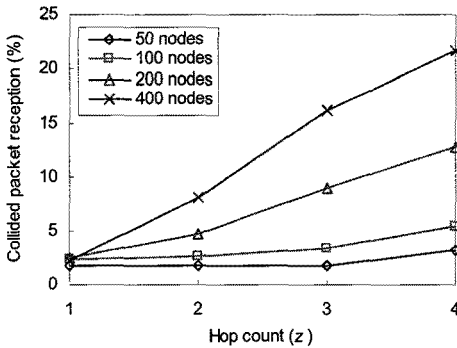 Collided packet reception (%)
25
20
15
10
5
0
50 nodes
100 nodes
200 nodes
400 nodes
1 2 3 4
Hop count (z)